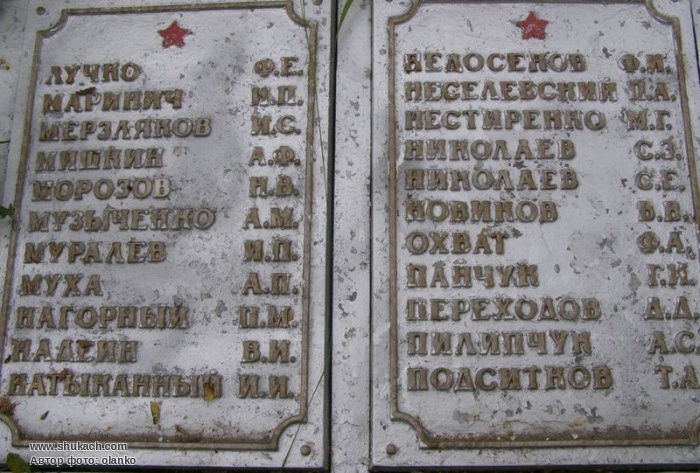 ЛУЧКО Ф.Е.
МАРИНИЧ И.П.
МЕРЗЛЯКОВ И.С.
МИШКИН А.Ф.
МОРОЗОВ Н.В.
МУЗЫЧЕНКО А.М.
МУРАЛЕВ И.П.
МУХА А.П.
НАГОРНЫЙ П.М.
НАДЕИН В.И.
НАТЫКАННЫЙ И.И.
НЕДОСЕКОВ Ф.И.
НЕСЕЛЕВСКИЙ П.А.
НЕСТИРЕНКО М.Г.
НИКОЛАЕВ С.З.
НИКОЛАЕВ С.Е.
НОВИКОВ В.В.
ОХВАТ Ф.А.
ПАНЧУК Г.Н.
ПЕРЕХОДОВ Д.Д.
ПИЛИПЧУК А.С.
ПОДСИТКОВ Т.А
www.shukach.com
Автор фото: olanko